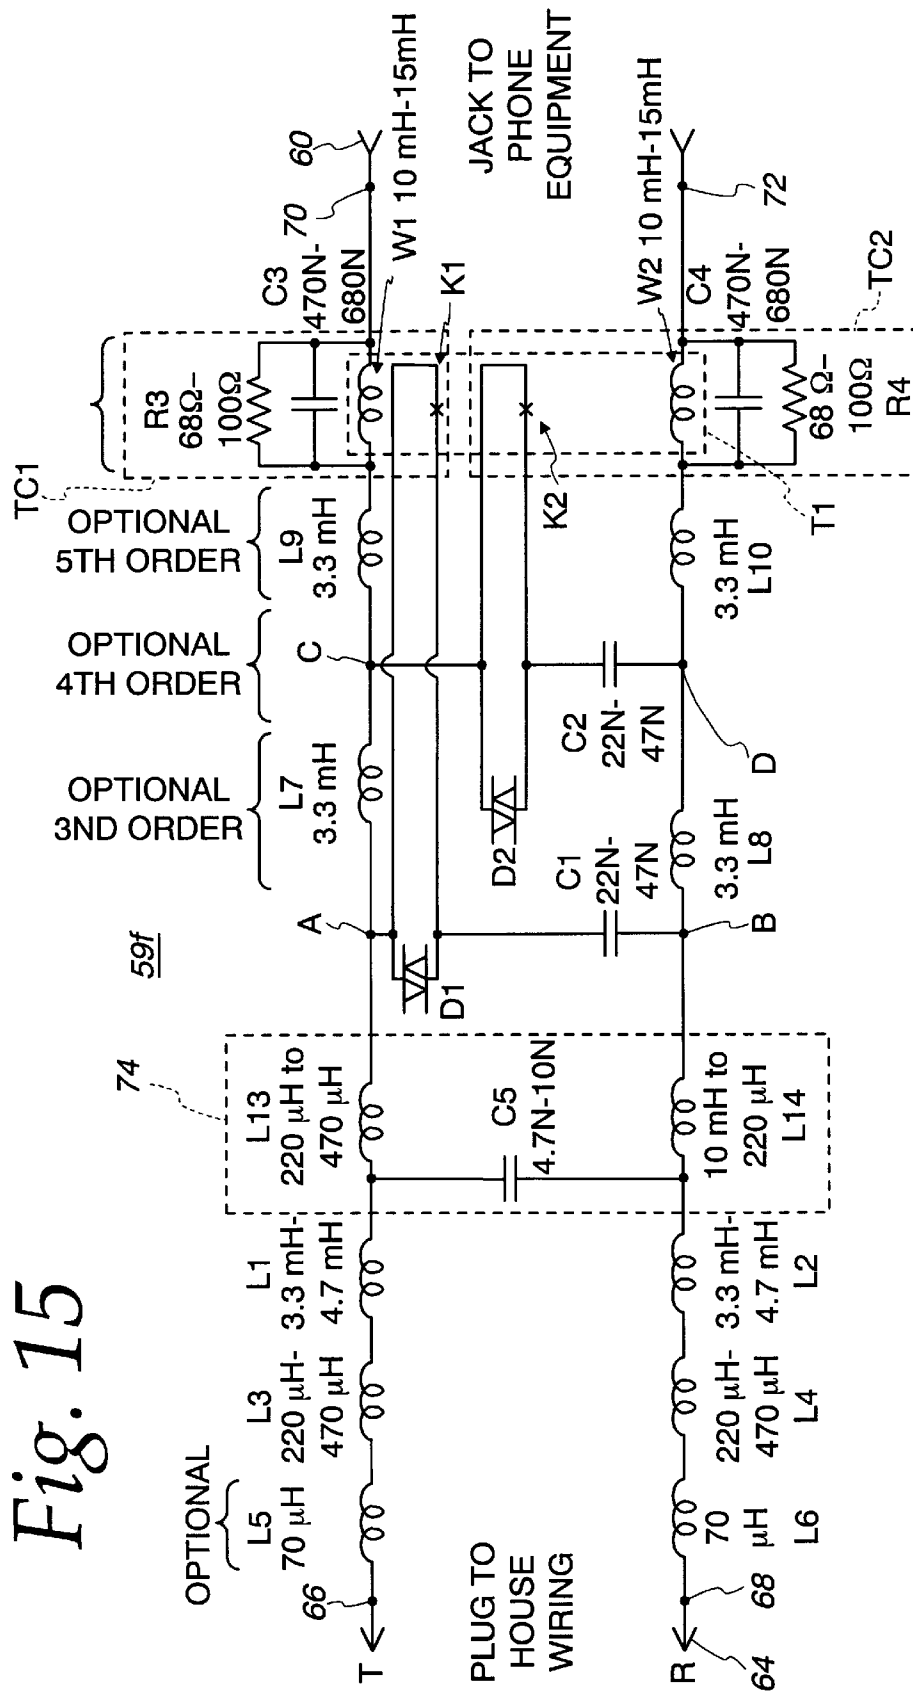 Fig. 15
59f
OPTIONAL
L5
70 µH
L3
220 µH-
470 µH
L1
3.3 mH-
4.7 mH
74
L13
220 µH to
470 µH
A
OPTIONAL
3ND ORDER
L7
3.3 mH
OPTIONAL
4TH ORDER
C
OPTIONAL
5TH ORDER
L9
3.3 mH
TC1
R3
68Ω–
100Ω
C3
470N-
680N
70
60
W1 10 mH-15mH
K1
T
66
PLUG TO
HOUSE
WIRING
C5
4.7N-10N
D1
D2
C1
22N-
47N
C2
22N-
47N
K2
JACK TO
PHONE
EQUIPMENT
W2 10 mH-15mH
R
64
68
70
µH
L6
220 µH-
470 µH
L4
3.3 mH-
4.7 mH
L2
10 mH to
220 µH
L14
B
3.3 mH
L8
D
3.3 mH
L10
T1
C4
470N-
680N
68 Ω–
100Ω
R4
TC2
72